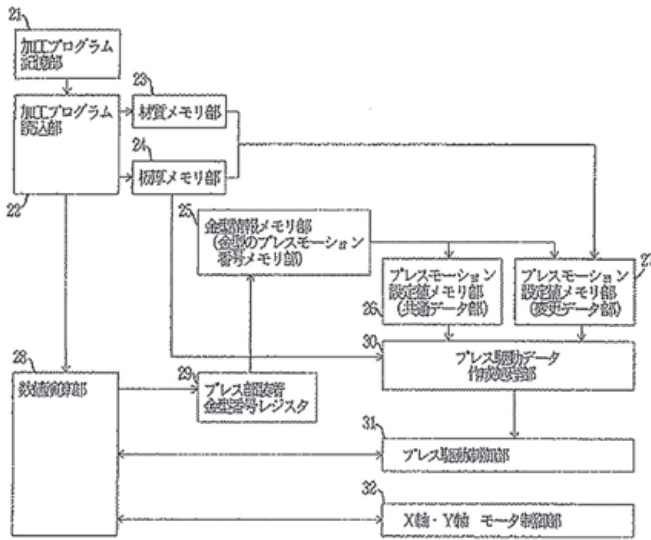 21
加工プログラム
記憶部
加工プログラム
読込部
22
23
材質メモリ部
24
板厚メモリ部
25
金型情報メモリ部
(金型のプレスモーション
番号メモリ部)
プレスモーション
設定値メモリ部
(共通データ部)
26
プレスモーション
設定値メモリ部
(変更データ部)
27
28
数値演算部
29
プレス部装着
金型番号レジスタ
30
プレス駆動データ
作成処理部
31
プレス駆動制御部
32
X軸・Y軸 モータ制御部